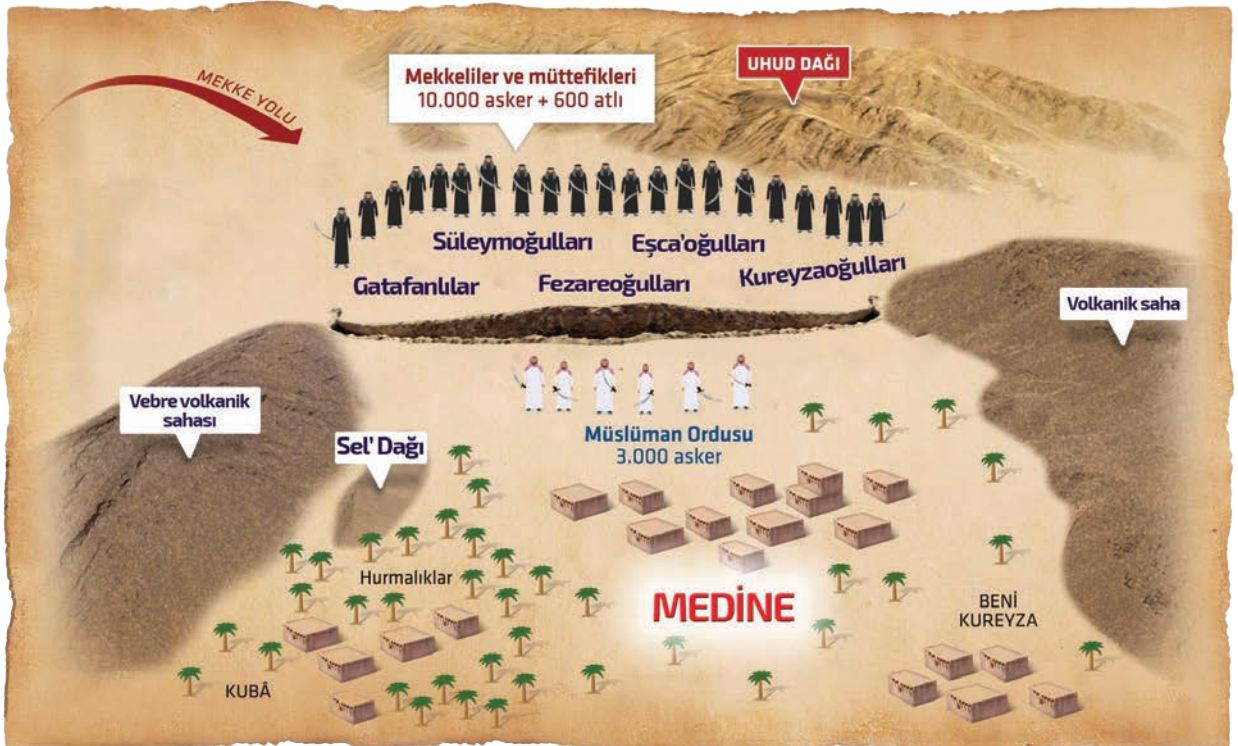 MEKKE YOLU
Mekkeliler ve müttefikleri
10.000 asker + 600 atlı
UHUD DAĞI
Süleymoğulları
Eşca'oğulları
Gatafanlılar
Fezareoğulları
Kureyzaoğulları
Volkanik saha
Vebre volkanik
sahası
Sel' Dağı
Müslüman Ordusu
3.000 asker
Hurmalıklar
MEDİNE
BENİ
KUREYZA
KUBÂ